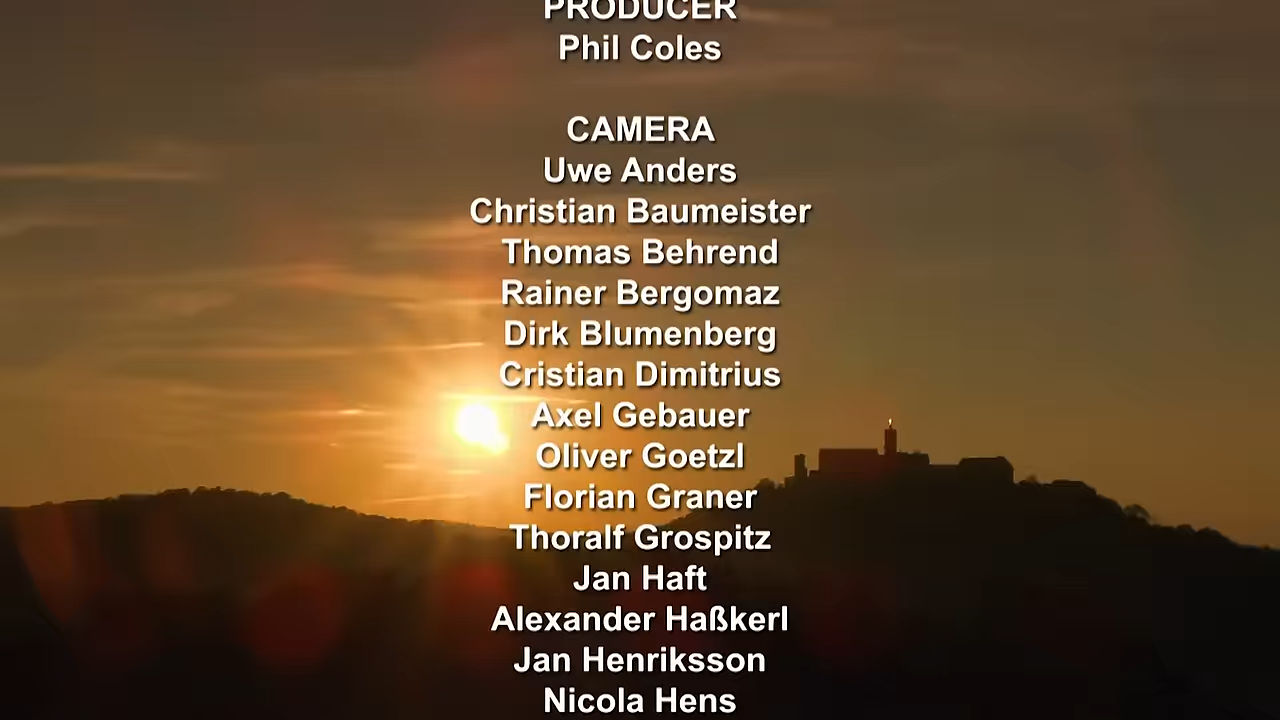 PRODUCER
Phil Coles
CAMERA
Uwe Anders
Christian Baumeister
Thomas Behrend
Rainer Bergomaz
Dirk Blumenberg
Cristian Dimitrius
Axel Gebauer
Oliver Goetzl
Florian Graner
Thoralf Grospitz
Jan Haft
Alexander Haßkerl
Jan Henriksson
Nicola Hens